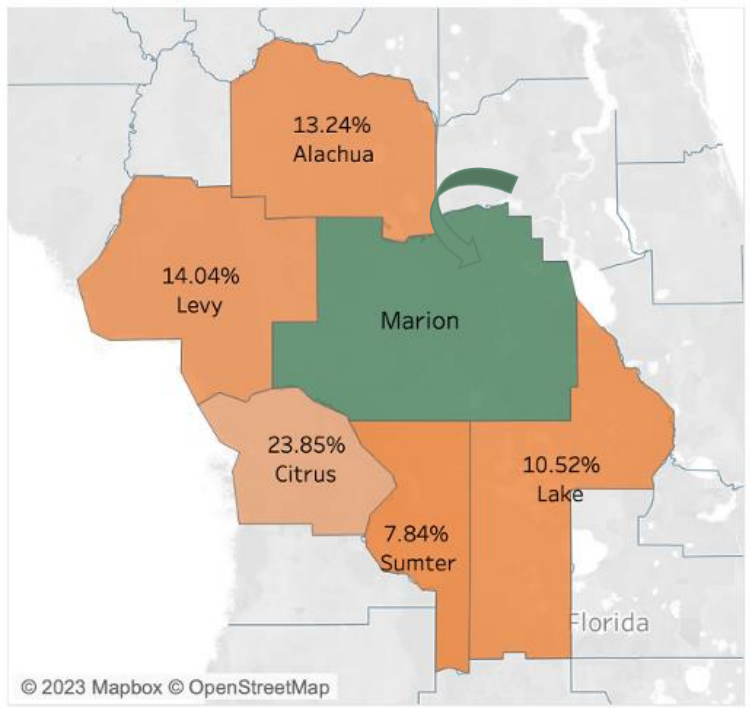 13.24%
Alachua
14.04%
Levy
Marion
23.85%
Citrus
10.52%
Lake
7.84%
Sumter
Florida
© 2023 Mapbox © OpenStreetMap